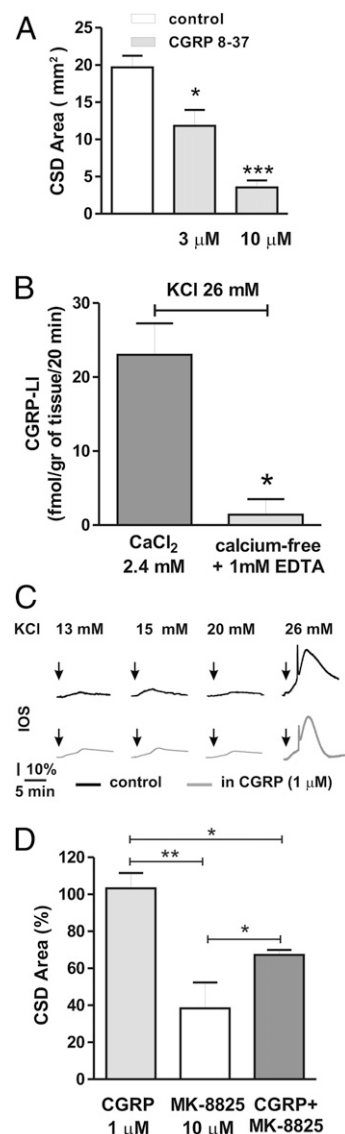 A
control
CGRP 8-37
CSD Area ( mm²)
25
20
15
10
5
0
*
***
3 μM 10 μM
B
KCl 26 mM
CGRP-LI
(fmol/gr of tissue/20 min)
30
20
10
0
*
CaCl₂
2.4 mM
calcium-free
+ 1mM EDTA
C
KCl 13 mM 15 mM 20 mM 26 mM
IOS
10%
5 min
control in CGRP (1 μM)
D
CSD Area (%)
120
100
80
60
40
20
0
*
**
*
CGRP
1 μM
MK-8825
10 μM
CGRP+
MK-8825